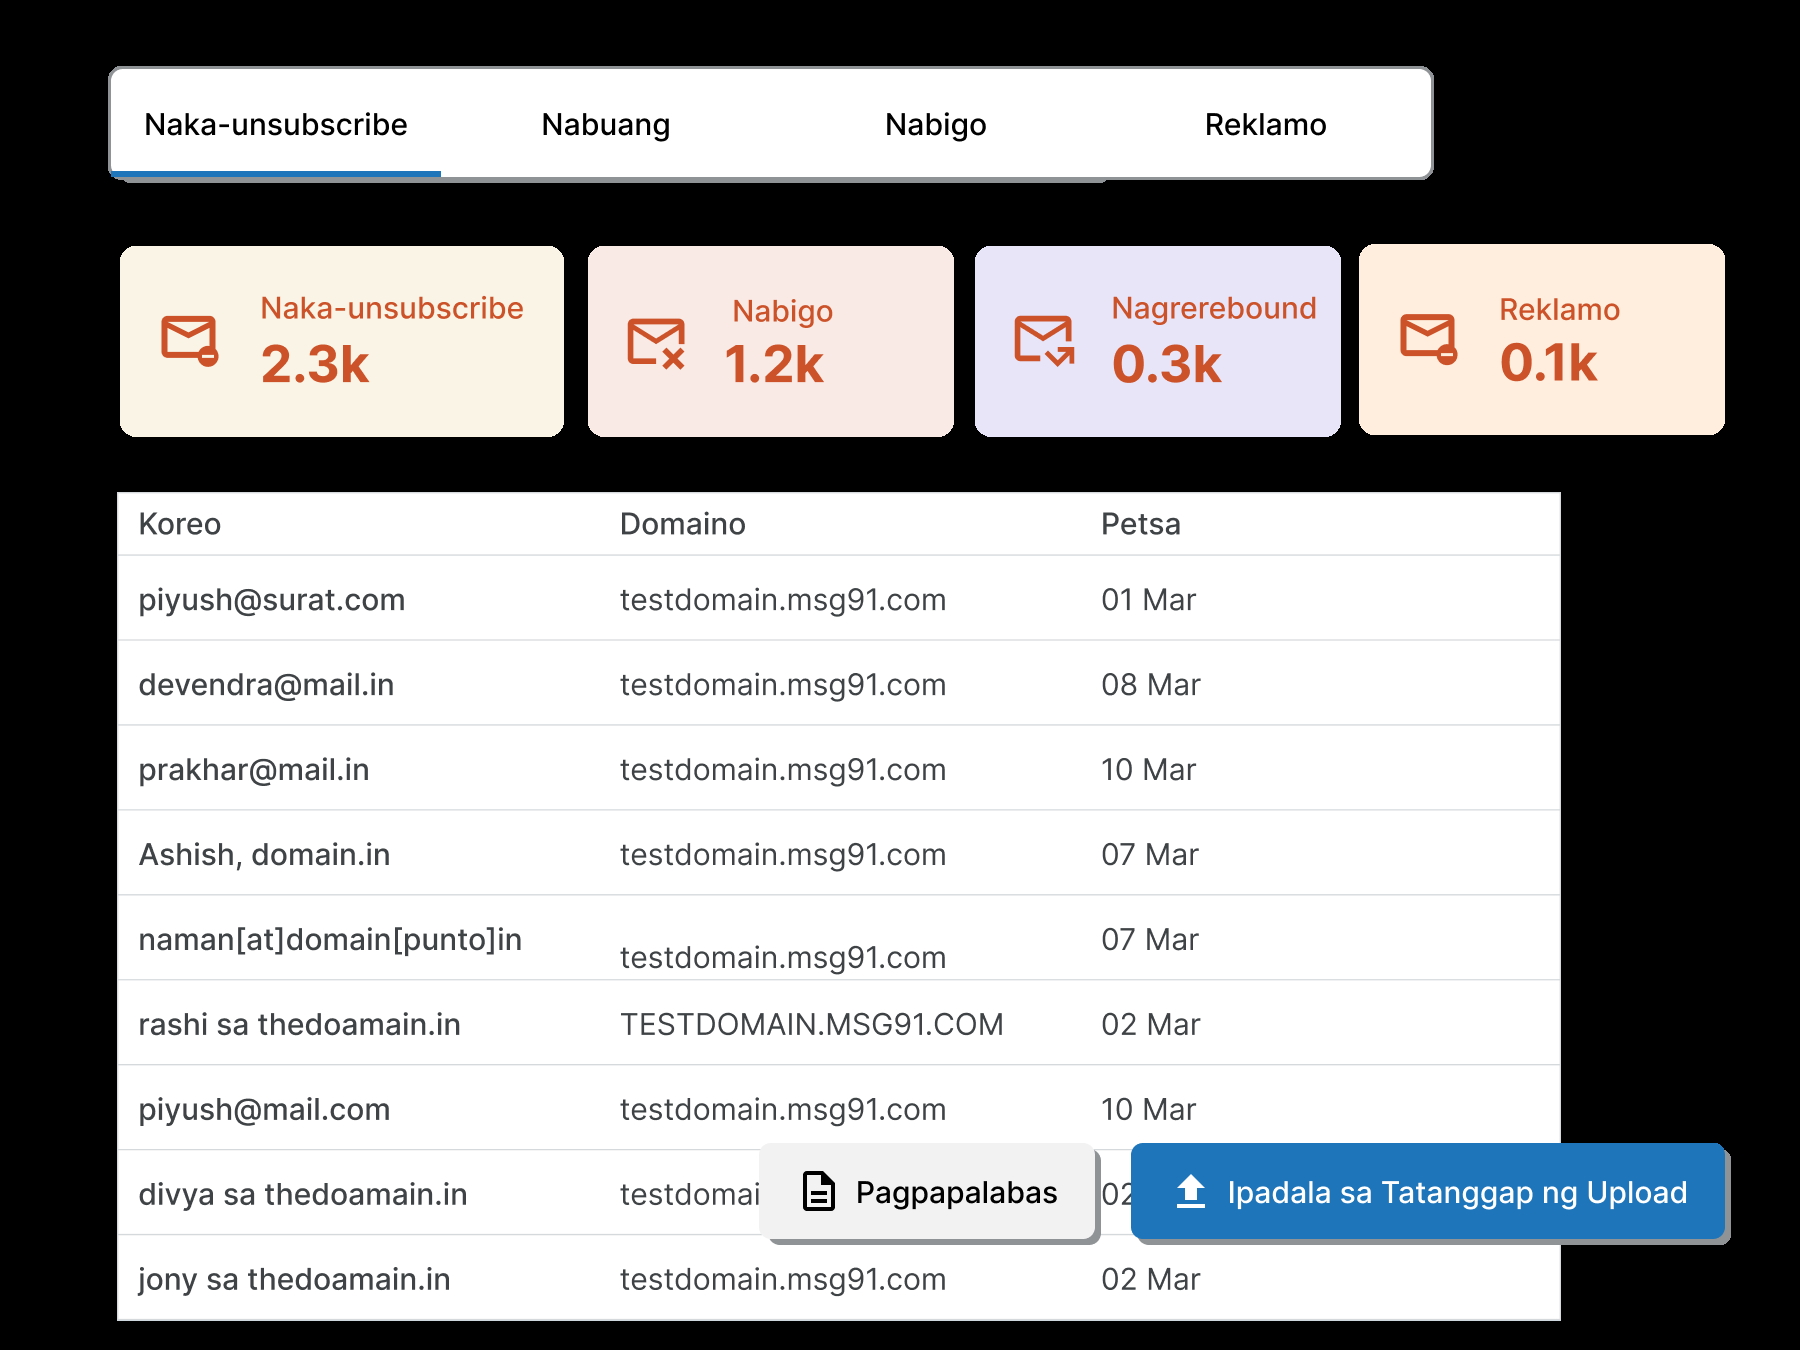 Naka-unsubscribe Nabuang Nabigo Reklamo
Naka-unsubscribe
2.3k
Nabigo
1.2k
Nagrerebound
0.3k
Reklamo
0.1k
Koreo Domaino Petsa
piyush@surat.com testdomain.msg91.com 01 Mar
devendra@mail.in testdomain.msg91.com 08 Mar
prakhar@mail.in testdomain.msg91.com 10 Mar
Ashish, domain.in testdomain.msg91.com 07 Mar
naman[at]domain[punto]in testdomain.msg91.com 07 Mar
rashi sa thedoamain.in TESTDOMAIN.MSG91.COM 02 Mar
piyush@mail.com testdomain.msg91.com 10 Mar
divya sa thedoamain.in testdomai 02
Pagpapalabas
Ipadala sa Tatanggap ng Upload
jony sa thedoamain.in testdomain.msg91.com 02 Mar